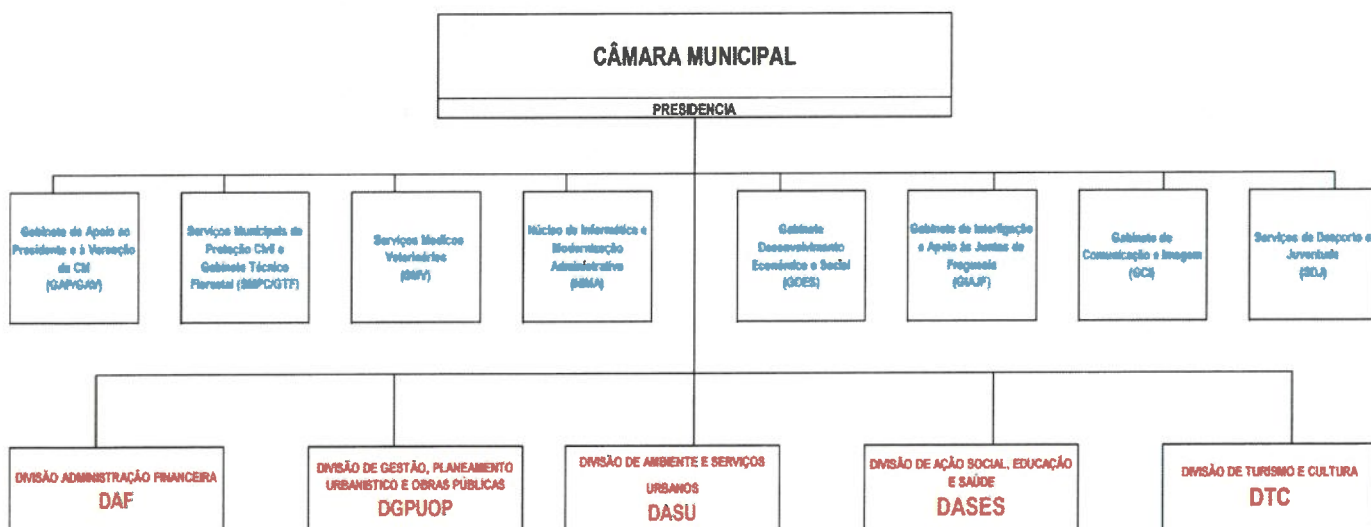 CÂMARA MUNICIPAL
PRESIDENCIA
Gabinete de Apoio ao
Presidente e à Vereação
da CM
(GAP/GAV)
Serviços Municipais de
Proteção Civil e
Gabinete Técnico
Florestal (SMPC/GTF)
Serviços Medicos
Veterinários
(SMV)
Núcleo de Informática e
Modernização
Administrativa
(NIMA)
Gabinete
Desenvolvimento
Económico e Social
(GDES)
Gabinete de Interligação
e Apoio às Juntas de
Freguesia
(GIAJF)
Gabinete de
Comunicação e Imagem
(GCI)
Serviços de Desporto e
Juventude
(SDJ)
DIVISÃO ADMINISTRAÇÃO FINANCEIRA
DAF
DIVISÃO DE GESTÃO, PLANEAMENTO
URBANISTICO E OBRAS PÚBLICAS
DGPUOP
DIVISÃO DE AMBIENTE E SERVIÇOS
URBANOS
DASU
DIVISÃO DE AÇÃO SOCIAL, EDUCAÇÃO
E SAÚDE
DASES
DIVISÃO DE TURISMO E CULTURA
DTC